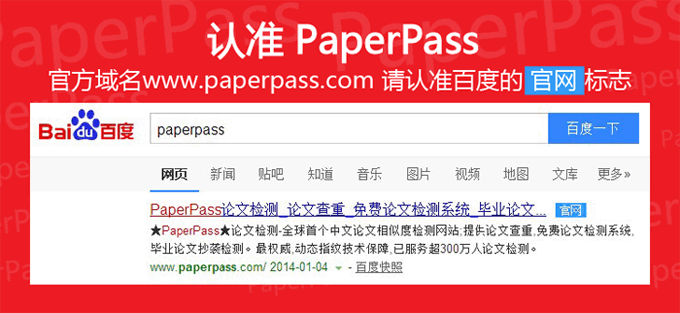 认准 PaperPass
官方域名www.paperpass.com 请认准百度的 官网 标志
Bai du 百度 paperpass 百度一下
网页 新闻 贴吧 知道 音乐 图片 视频 地图 文库 更多»
PaperPass论文检测_论文查重_免费论文检测系统_毕业论文... 官网
★PaperPass★论文检测-全球首个中文论文相似度检测网站;提供论文查重,免费论文检测系统,
毕业论文抄袭检测。最权威,动态指纹技术保障,已服务超300万人论文检测。
www.paperpass.com/ 2014-01-04 - 百度快照